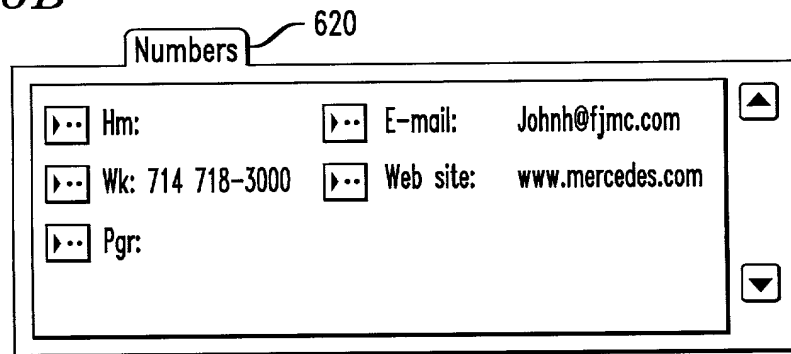 620
Numbers
Hm: E-mail: Johnh@fjmc.com
Wk: 714 718-3000 Web site: www.mercedes.com
Pgr: